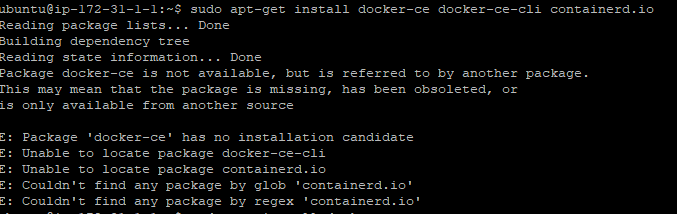 ubuntu@ip-172-31-1-1:~$ sudo apt-get install docker-ce docker-ce-cli containerd.io
Reading package lists... Done
Building dependency tree
Reading state information... Done
Package docker-ce is not available, but is referred to by another package.
This may mean that the package is missing, has been obsoleted, or
is only available from another source

E: Package 'docker-ce' has no installation candidate
E: Unable to locate package docker-ce-cli
E: Unable to locate package containerd.io
E: Couldn't find any package by glob 'containerd.io'
E: Couldn't find any package by regex 'containerd.io'